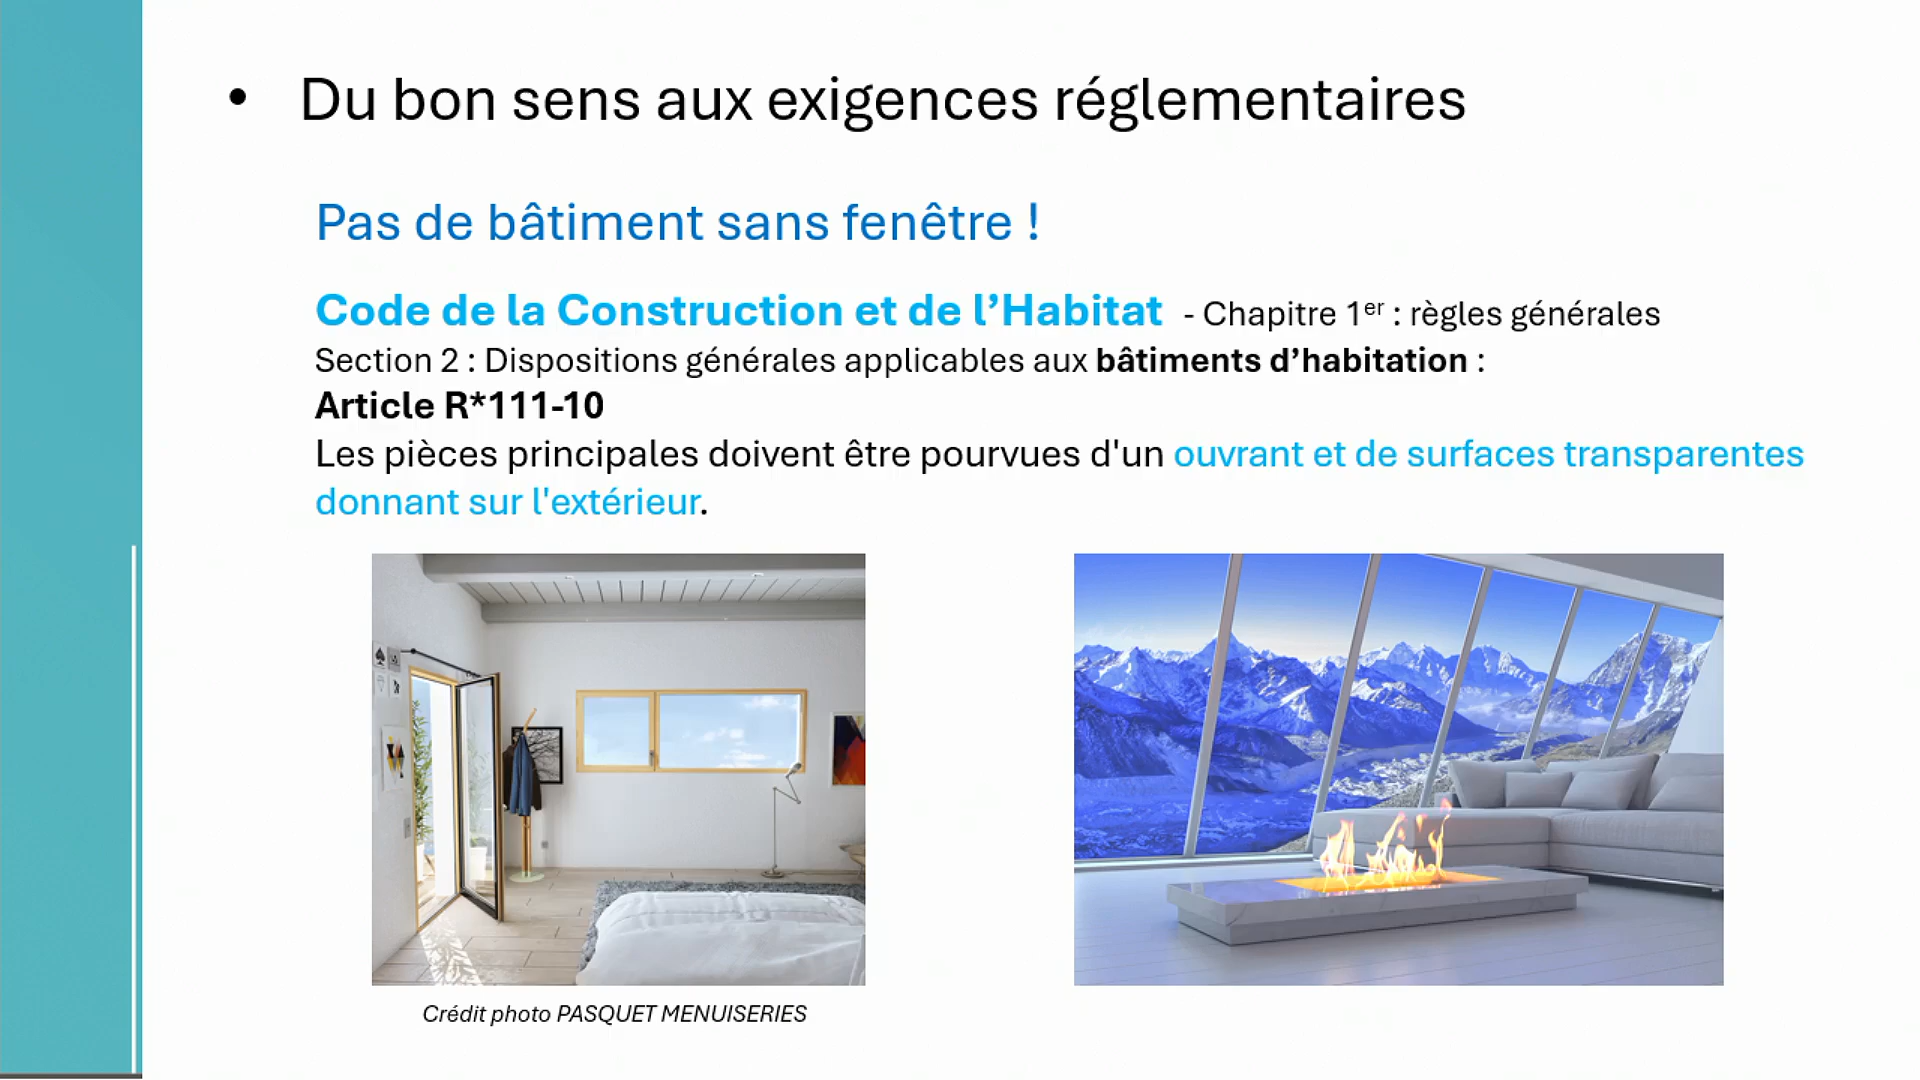 • Du bon sens aux exigences réglementaires
Pas de bâtiment sans fenêtre !
Code de la Construction et de l’Habitat - Chapitre 1er : règles générales
Section 2 : Dispositions générales applicables aux bâtiments d’habitation :
Article R*111-10
Les pièces principales doivent être pourvues d'un ouvrant et de surfaces transparentes
donnant sur l'extérieur.
Crédit photo PASQUET MENUISERIES